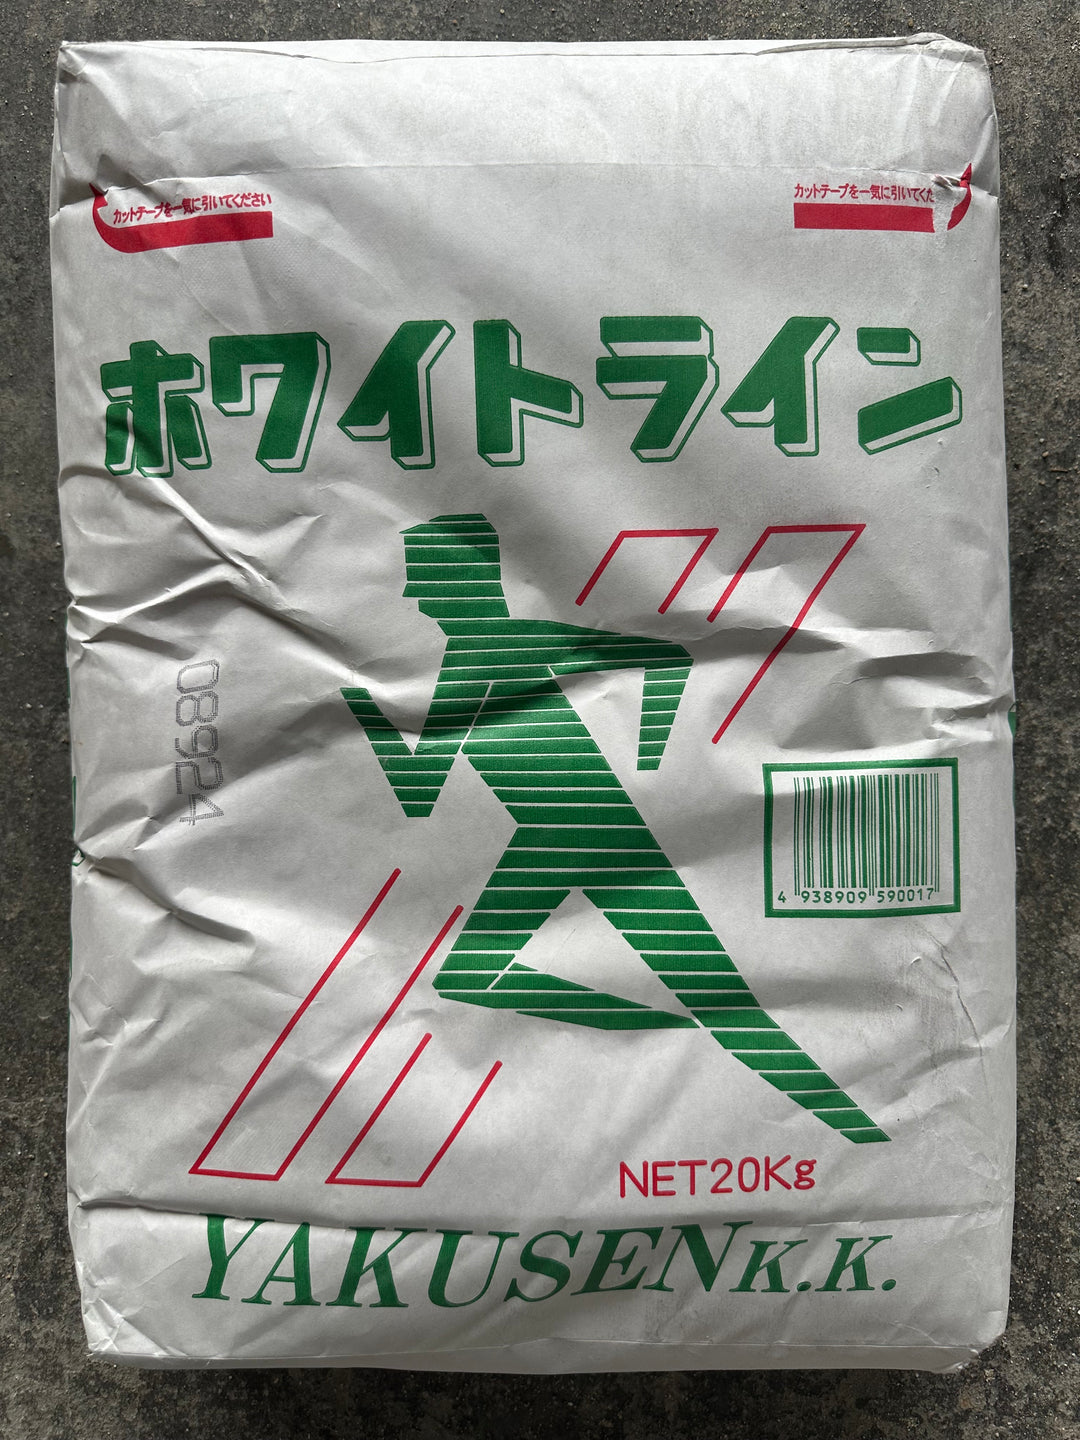 カットテープを一気に引いてください
カットテープを一気に引いてくだ
ホワイトライン
08924
4 938909 590017
NET20Kg
YAKUSEN K.K.